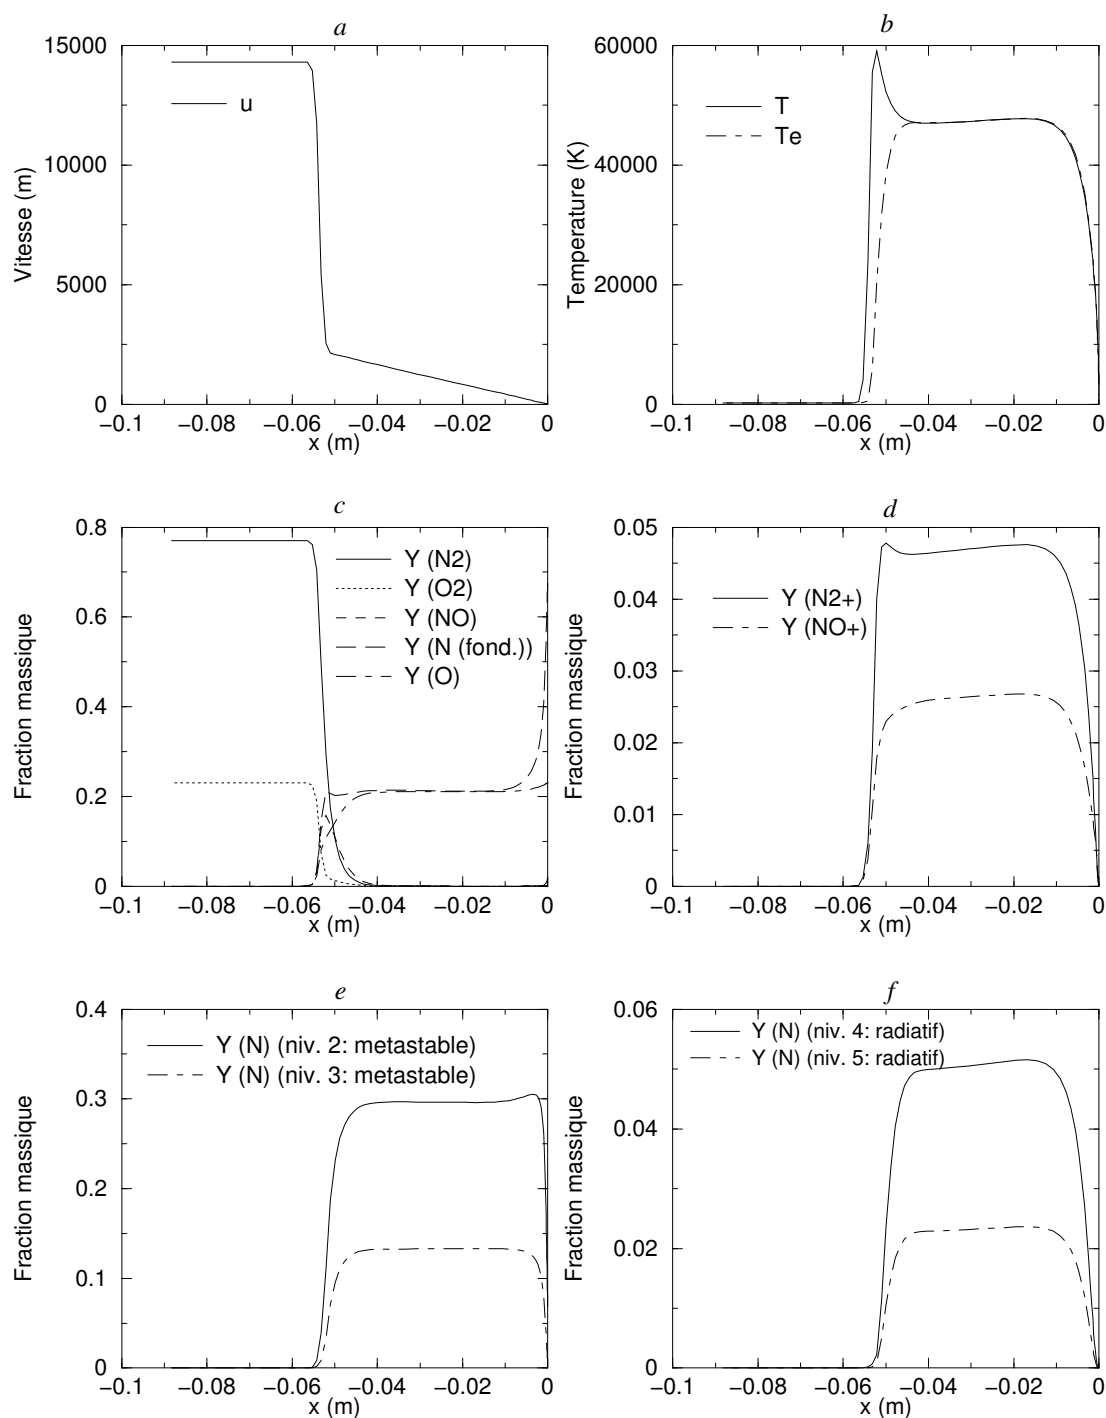 a
15000
10000
5000
0
Vitesse (m)
u
−0.1 −0.08 −0.06 −0.04 −0.02 0
x (m)
b
60000
40000
20000
0
Temperature (K)
T
Te
−0.1 −0.08 −0.06 −0.04 −0.02 0
x (m)
c
0.8
0.6
0.4
0.2
0
Fraction massique
Y (N2)
Y (O2)
Y (NO)
Y (N (fond.))
Y (O)
−0.1 −0.08 −0.06 −0.04 −0.02 0
x (m)
d
0.05
0.04
0.03
0.02
0.01
0
Fraction massique
Y (N2+)
Y (NO+)
−0.1 −0.08 −0.06 −0.04 −0.02 0
x (m)
e
0.4
0.3
0.2
0.1
0
Fraction massique
Y (N) (niv. 2: metastable)
Y (N) (niv. 3: metastable)
−0.1 −0.08 −0.06 −0.04 −0.02 0
x (m)
f
0.06
0.04
0.02
0
Fraction massique
Y (N) (niv. 4: radiatif)
Y (N) (niv. 5: radiatif)
−0.1 −0.08 −0.06 −0.04 −0.02 0
x (m)